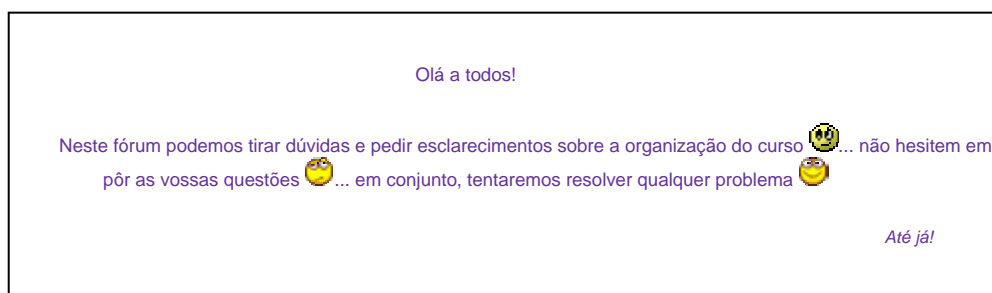 Olá a todos!
Neste fórum podemos tirar dúvidas e pedir esclarecimentos sobre a organização do curso ... não hesitem em
pôr as vossas questões ... em conjunto, tentaremos resolver qualquer problema
Até já!